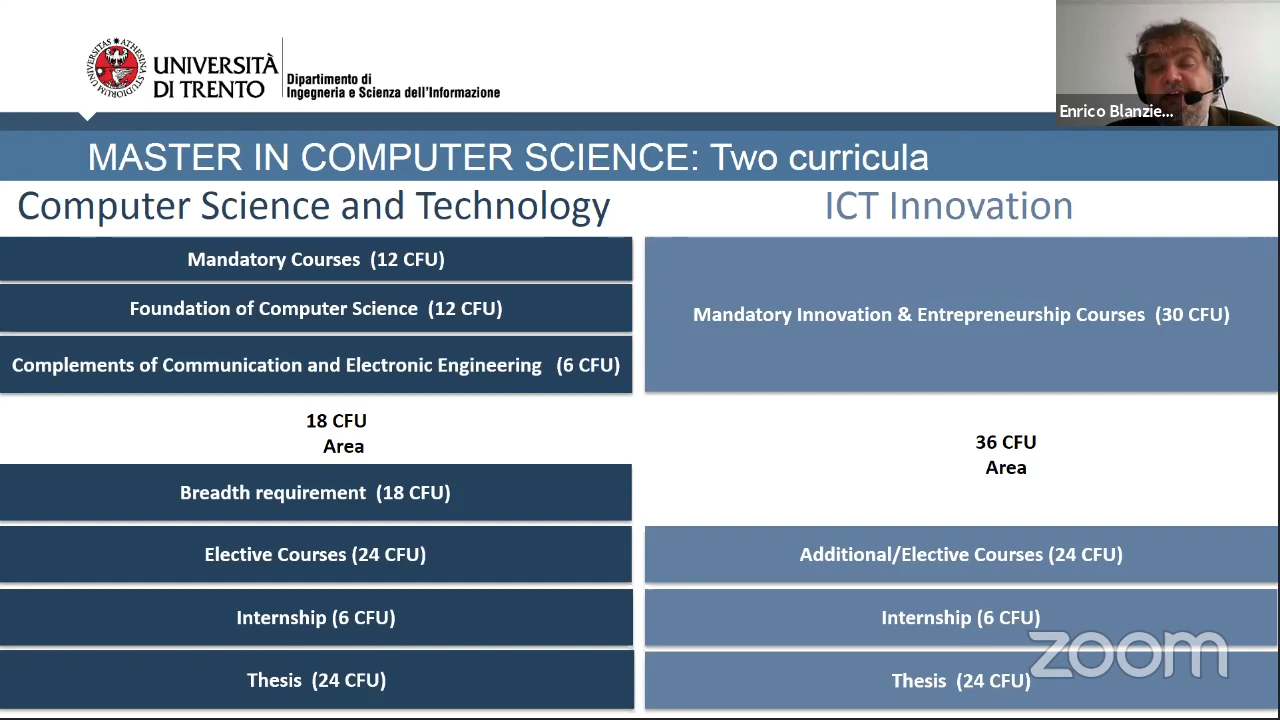 UNIVERSITAS ATHESINA STUDIORUM
UNIVERSITÀ
DI TRENTO
Dipartimento di
Ingegneria e Scienza dell'Informazione
Enrico Blanzie...
MASTER IN COMPUTER SCIENCE: Two curricula
Computer Science and Technology
Mandatory Courses (12 CFU)
Foundation of Computer Science (12 CFU)
Complements of Communication and Electronic Engineering (6 CFU)
18 CFU
Area
Breadth requirement (18 CFU)
Elective Courses (24 CFU)
Internship (6 CFU)
Thesis (24 CFU)
ICT Innovation
Mandatory Innovation & Entrepreneurship Courses (30 CFU)
36 CFU
Area
Additional/Elective Courses (24 CFU)
Internship (6 CFU)
Thesis (24 CFU)
zoom